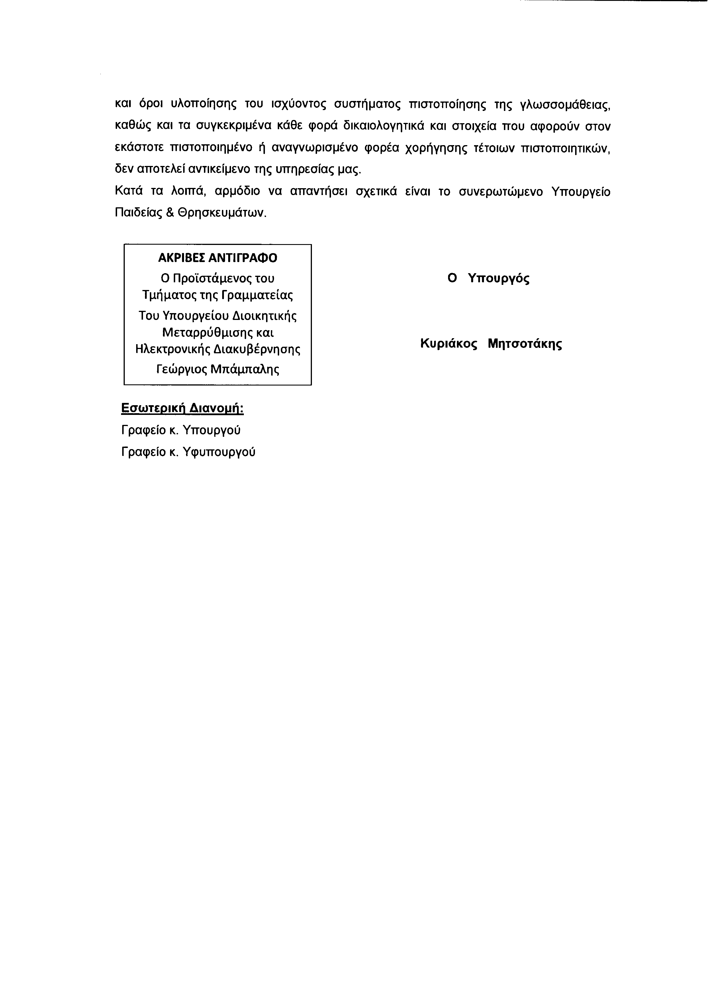 και όροι υλοποίησης του ισχύοντος συστήματος πιστοποίησης της γλωσσομάθειας,
καθώς και τα συγκεκριμένα κάθε φορά δικαιολογητικά και στοιχεία που αφορούν στον
εκάστοτε πιστοποιημένο ή αναγνωρισμένο φορέα χορήγησης τέτοιων πιστοποιητικών,
δεν αποτελεί αντικείμενο της υπηρεσίας μας.
Κατά τα λοιπά, αρμόδιο να απαντήσει σχετικά είναι το συνερωτώμενο Υπουργείο
Παιδείας & Θρησκευμάτων.
ΑΚΡΙΒΕΣ ΑΝΤΙΓΡΑΦΟ
Ο Προϊστάμενος του
Τμήματος της Γραμματείας
Του Υπουργείου Διοικητικής
Μεταρρύθμισης και
Ηλεκτρονικής Διακυβέρνησης
Γεώργιος Μπάμπαλης
Ο Υπουργός
Κυριάκος Μητσοτάκης
Εσωτερική Διανομή:
Γραφείο κ. Υπουργού
Γραφείο κ. Υφυπουργού